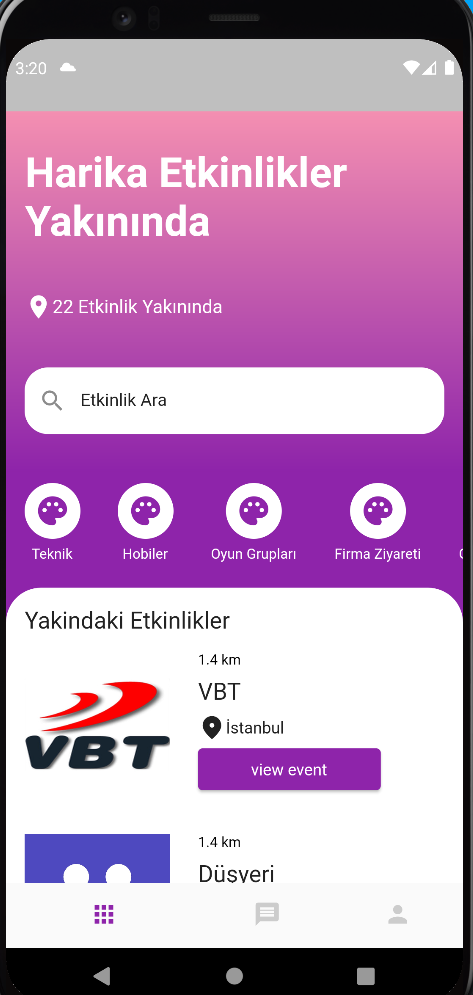 3:20
Harika Etkinlikler
Yakınında
22 Etkinlik Yakınında
Etkinlik Ara
Teknik
Hobiler
Oyun Grupları
Firma Ziyareti
Yakindaki Etkinlikler
1.4 km
VBT
VBT
İstanbul
view event
1.4 km
Düşyeri